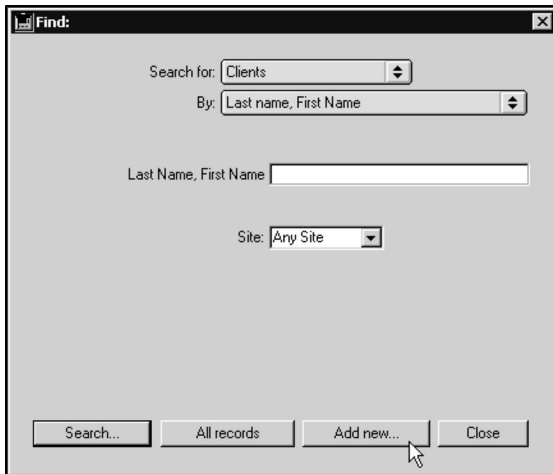 Find:
Search for: Clients
By: Last name, First Name
Last Name, First Name
Site: Any Site
Search... All records Add new... Close